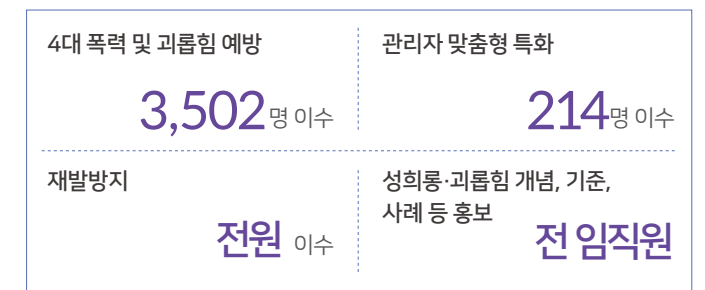 4대 폭력 및 괴롭힘 예방
3,502명 이수
관리자 맞춤형 특화
214명 이수
재발방지
전원 이수
성희롱·괴롭힘 개념, 기준,
사례 등 홍보
전 임직원